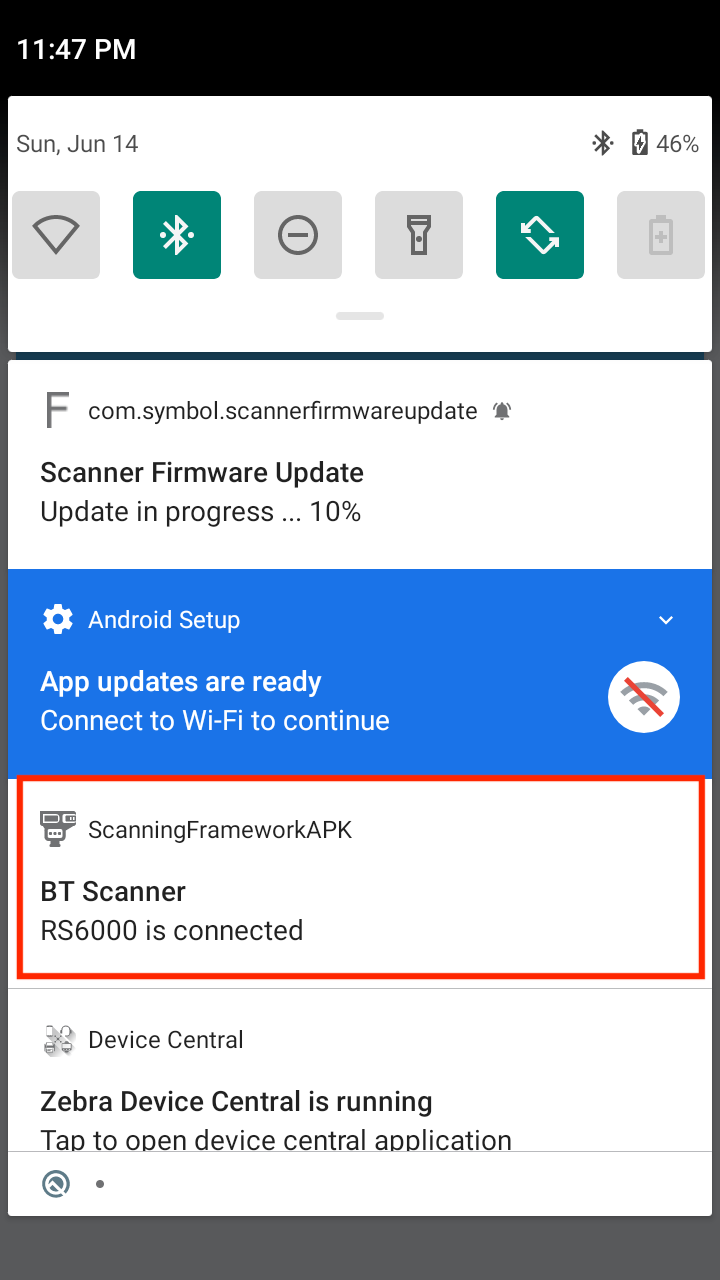 11:47 PM
Sun, Jun 14
46%
com.symbol.scannerfirmwareupdate
Scanner Firmware Update
Update in progress ... 10%
Android Setup
App updates are ready
Connect to Wi-Fi to continue
ScanningFrameworkAPK
BT Scanner
RS6000 is connected
Device Central
Zebra Device Central is running
Tap to open device central application